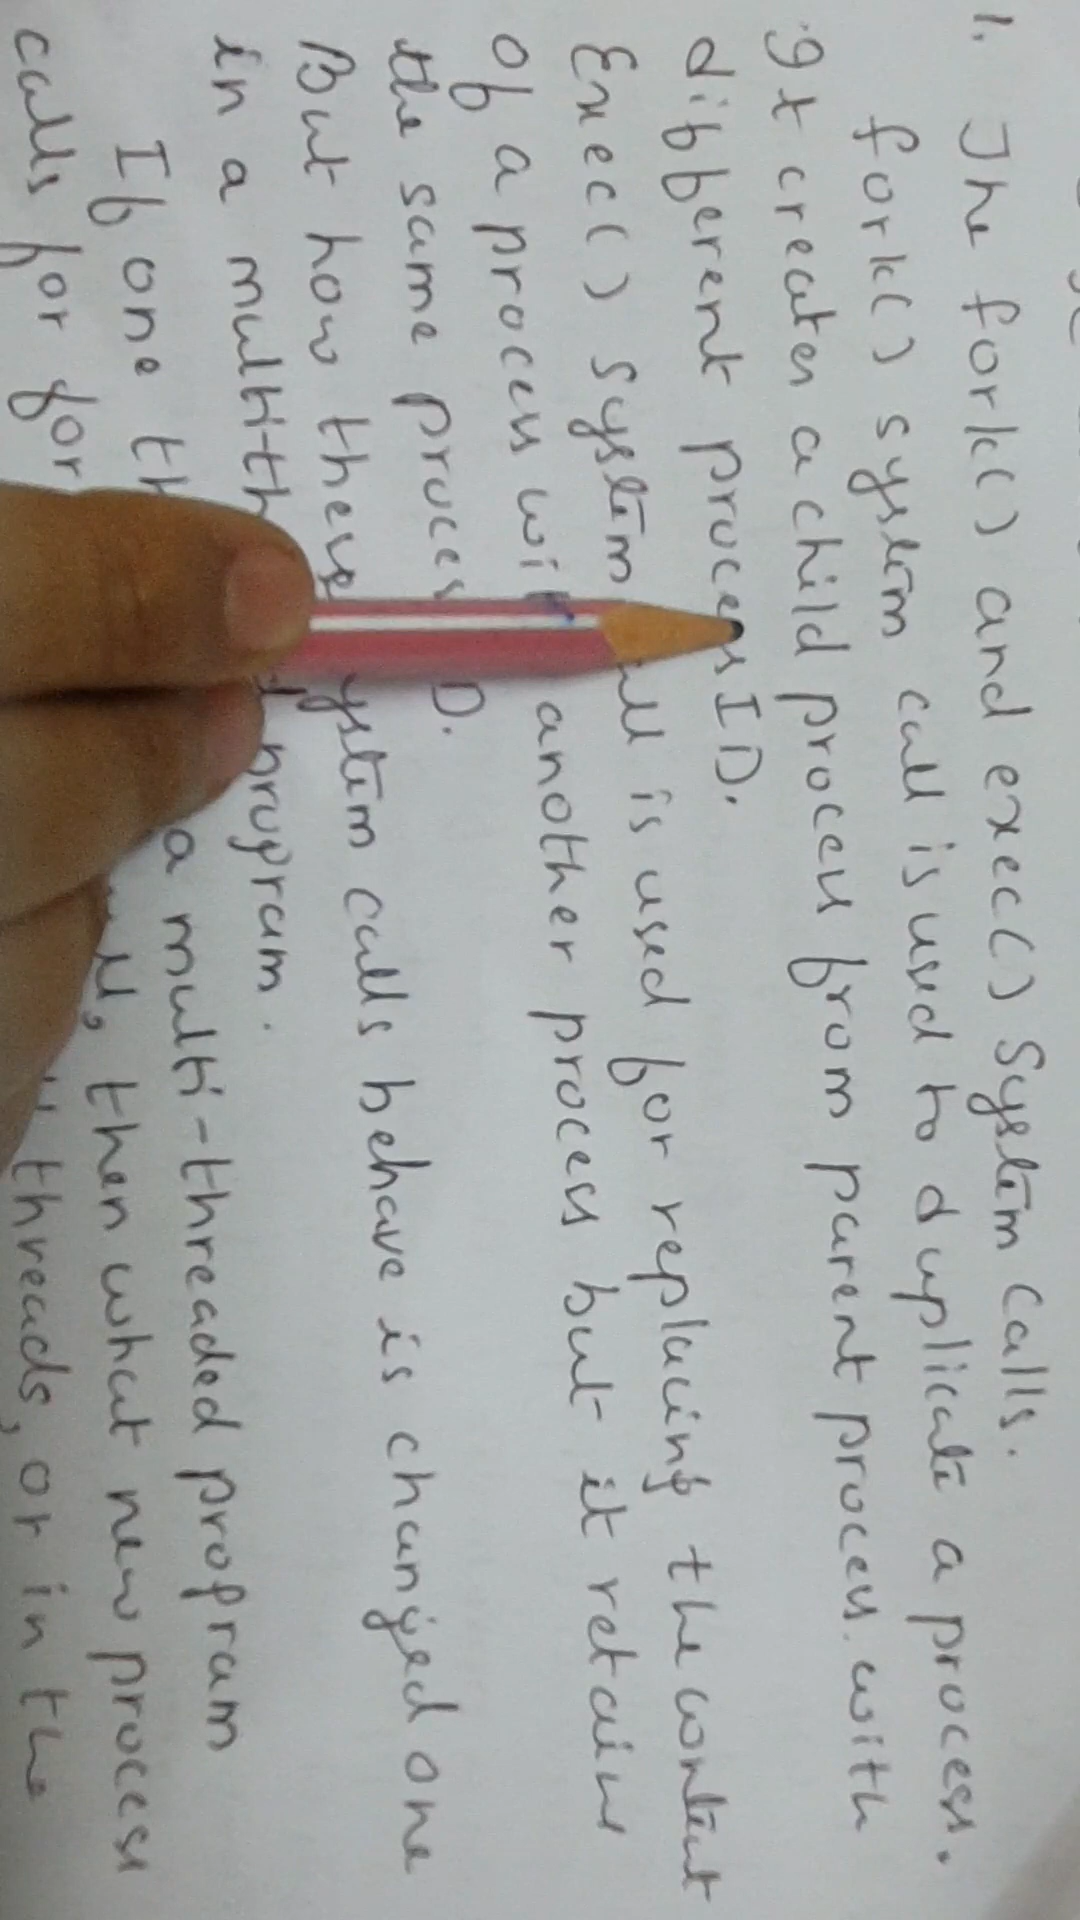 1. The fork() and exec() System calls.
fork() system call is used to duplicate a process.
It creates a child process from parent process. with
different process ID.
Exec() system is used for replacing the content
of a process another process but it retains
the same process
But how these system calls behave is changed one
in a program.
If one a multi-threaded program
calls for then what new process
threads, or in the